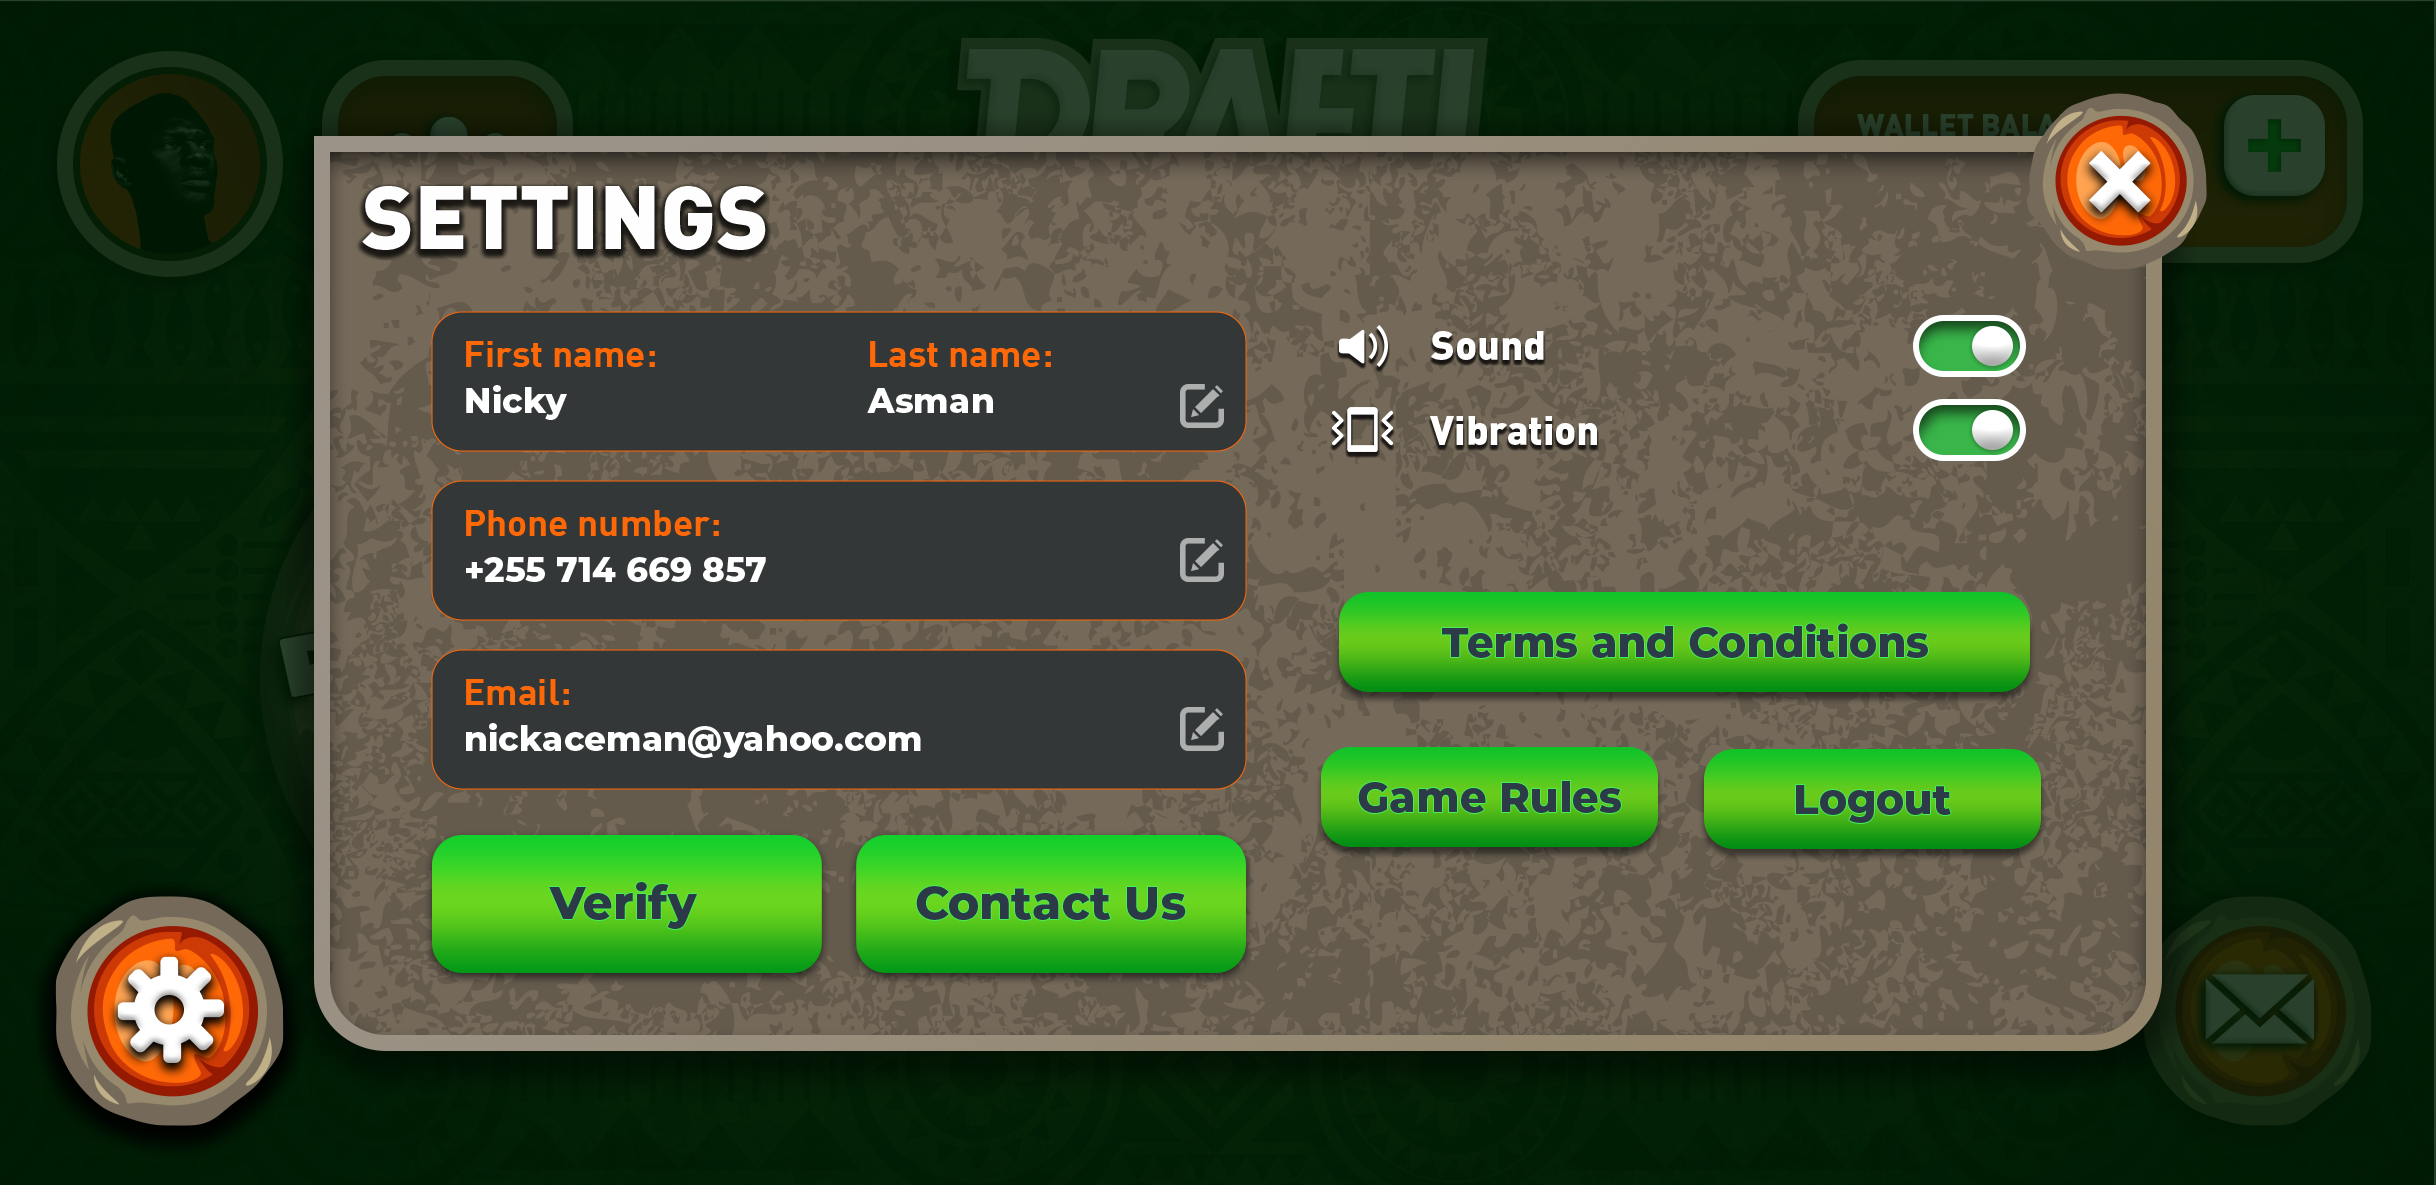 SETTINGS
First name:
Last name:
Nicky
Asman
Phone number:
+255 714 669 857
Email:
nickaceman@yahoo.com
Verify
Contact Us
Sound
Vibration
Terms and Conditions
Game Rules
Logout
WALLET